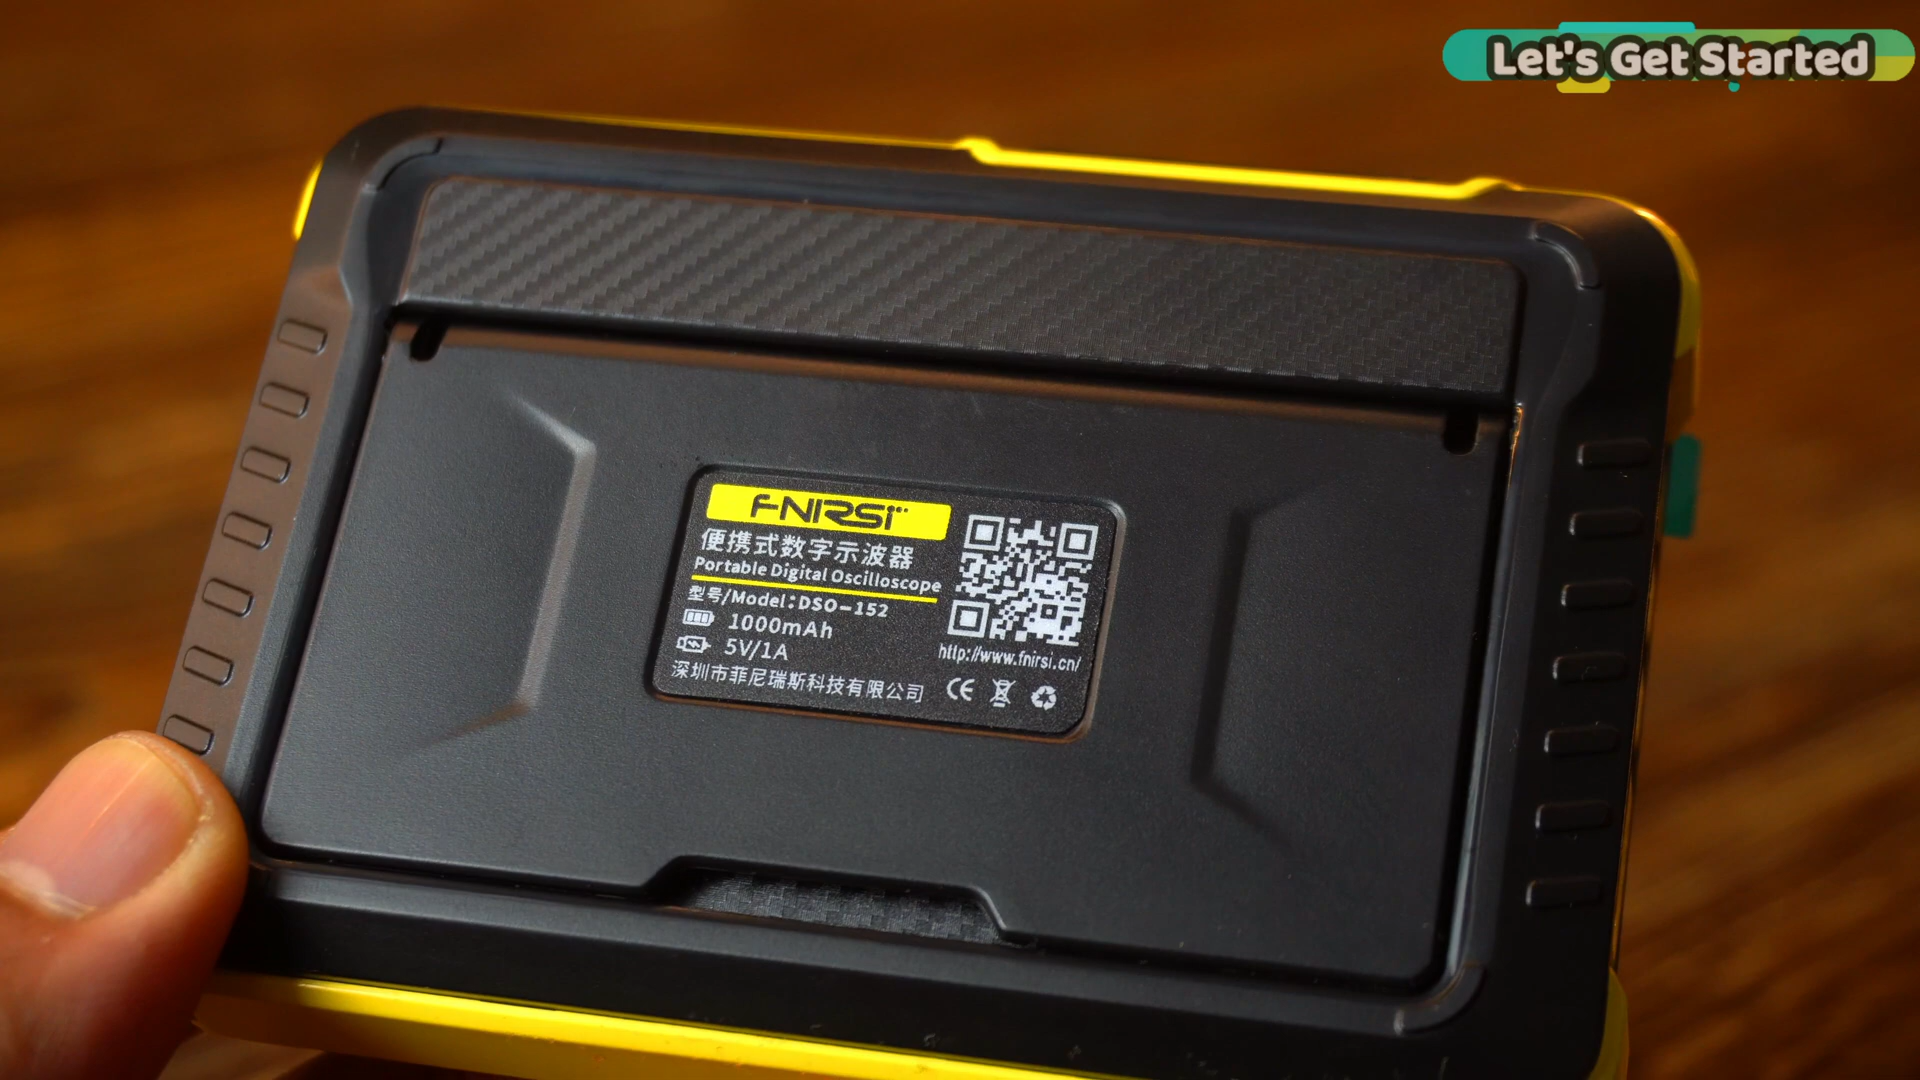 Let's Get Started
FNIRSI
便携式数字示波器
Portable Digital Oscilloscope
型号/Model:DSO-152
1000mAh
5V/1A
http://www.fnirsi.cn/
深圳市菲尼瑞斯科技有限公司
CE